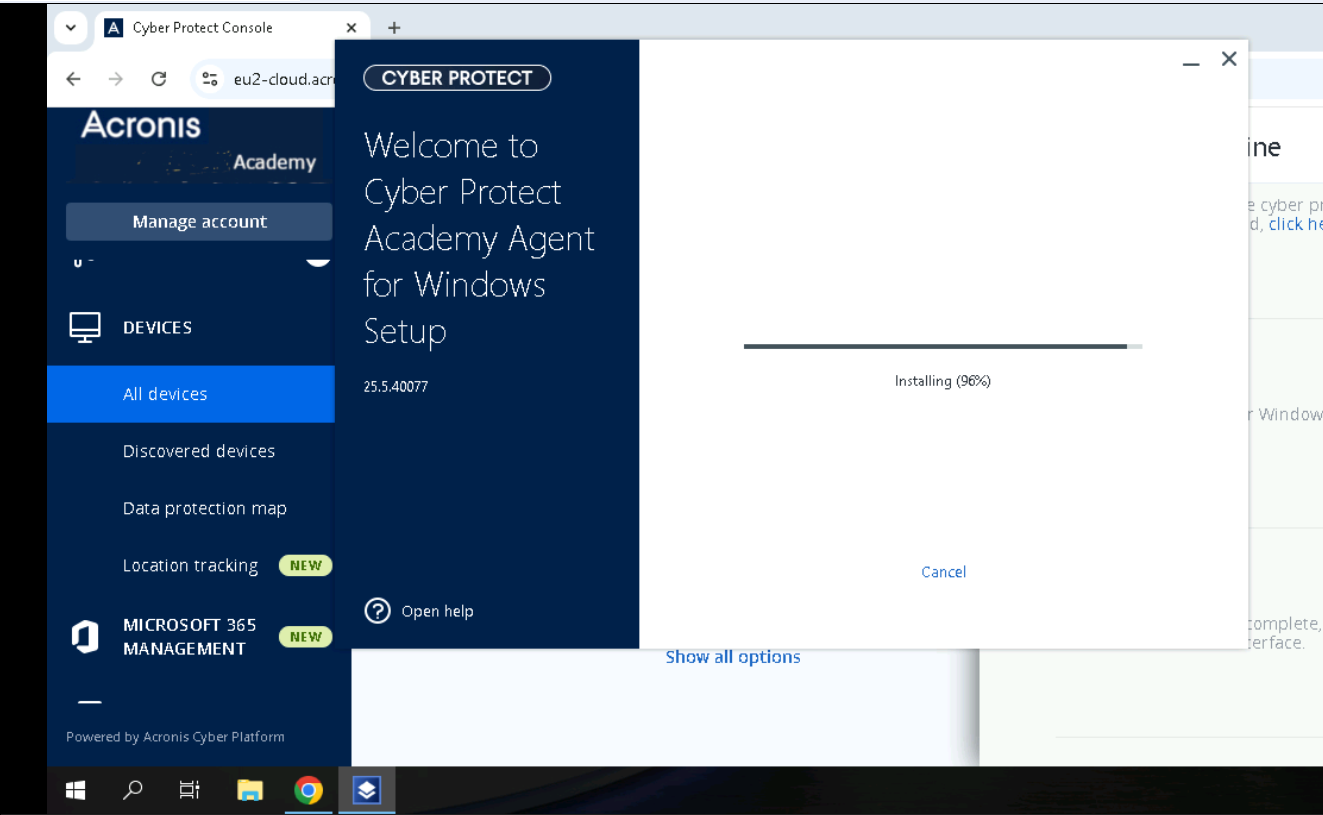 Cyber Protect Console
eu2-cloud.acr
Acronis
Academy
Manage account
DEVICES
All devices
Discovered devices
Data protection map
Location tracking NEW
MICROSOFT 365
MANAGEMENT NEW
Powered by Acronis Cyber Platform
CYBER PROTECT
Welcome to
Cyber Protect
Academy Agent
for Windows
Setup
25.5.40077
Open help
Installing (96%)
Cancel
Show all options
ine
e cyber pr
d, click he
r Window
complete,
erface.